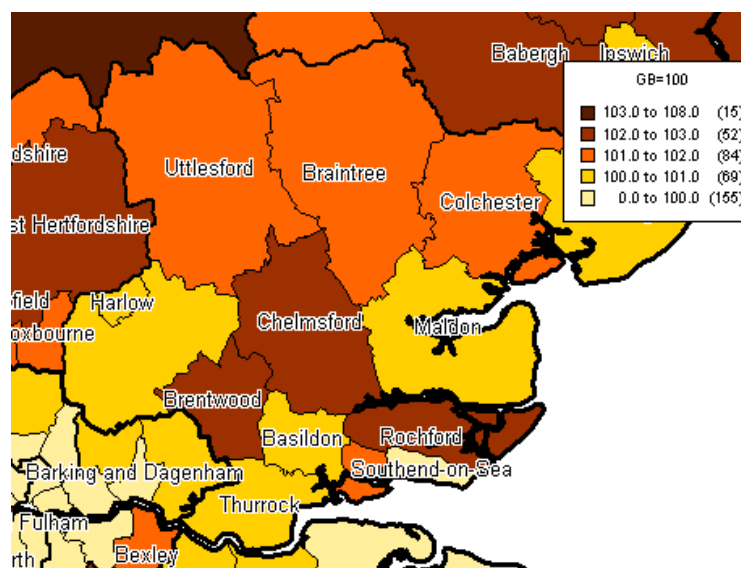 Babergh
Ipswich
GB=100
103.0 to 108.0 (15)
102.0 to 103.0 (52)
101.0 to 102.0 (84)
100.0 to 101.0 (69)
0.0 to 100.0 (155)
dshire
Uttlesford
Braintree
Colchester
st Hertfordshire
field
Harlow
oxbourne
Chelmsford
Maldon
Brentwood
Basildon
Rochford
Barking and Dagenham
Southend-on-Sea
Thurrock
Fulham
Bexley
rth